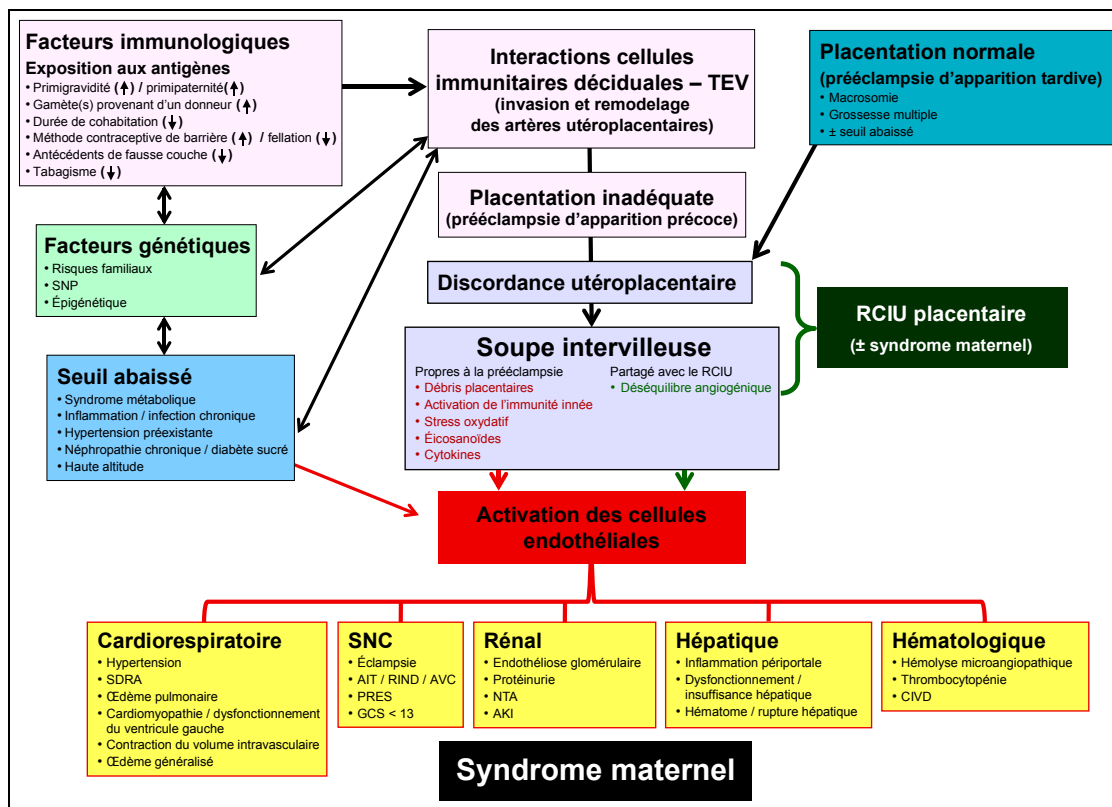 Facteurs immunologiques
Exposition aux antigènes
• Primigravidité (↑) / primipaternité(↑)
• Gamète(s) provenant d'un donneur (↑)
• Durée de cohabitation (↓)
• Méthode contraceptive de barrière (↑) / fellation (↓)
• Antécédents de fausse couche (↓)
• Tabagisme (↓)
Interactions cellules
immunitaires déciduales – TEV
(invasion et remodelage
des artères utéroplacentaires)
Placentation normale
(prééclampsie d'apparition tardive)
• Macrosomie
• Grossesse multiple
• ± seuil abaissé
Placentation inadéquate
(prééclampsie d'apparition précoce)
Facteurs génétiques
• Risques familiaux
• SNP
• Épigénétique
Discordance utéroplacentaire
RCIU placentaire
(± syndrome maternel)
Soupe intervilleuse
Propres à la prééclampsie
• Débris placentaires
• Activation de l'immunité innée
• Stress oxydatif
• Éicosanoïdes
• Cytokines
Partagé avec le RCIU
• Déséquilibre angiogénique
Seuil abaissé
• Syndrome métabolique
• Inflammation / infection chronique
• Hypertension préexistante
• Néphropathie chronique / diabète sucré
• Haute altitude
Activation des cellules
endothéliales
Cardiorespiratoire
• Hypertension
• SDRA
• Œdème pulmonaire
• Cardiomyopathie / dysfonctionnement
du ventricule gauche
• Contraction du volume intravasculaire
• Œdème généralisé
SNC
• Éclampsie
• AIT / RIND / AVC
• PRES
• GCS < 13
Rénal
• Endothéliose glomérulaire
• Protéinurie
• NTA
• AKI
Hépatique
• Inflammation périportale
• Dysfonctionnement /
insuffisance hépatique
• Hématome / rupture hépatique
Hématologique
• Hémolyse microangiopathique
• Thrombocytopénie
• CIVD
Syndrome maternel